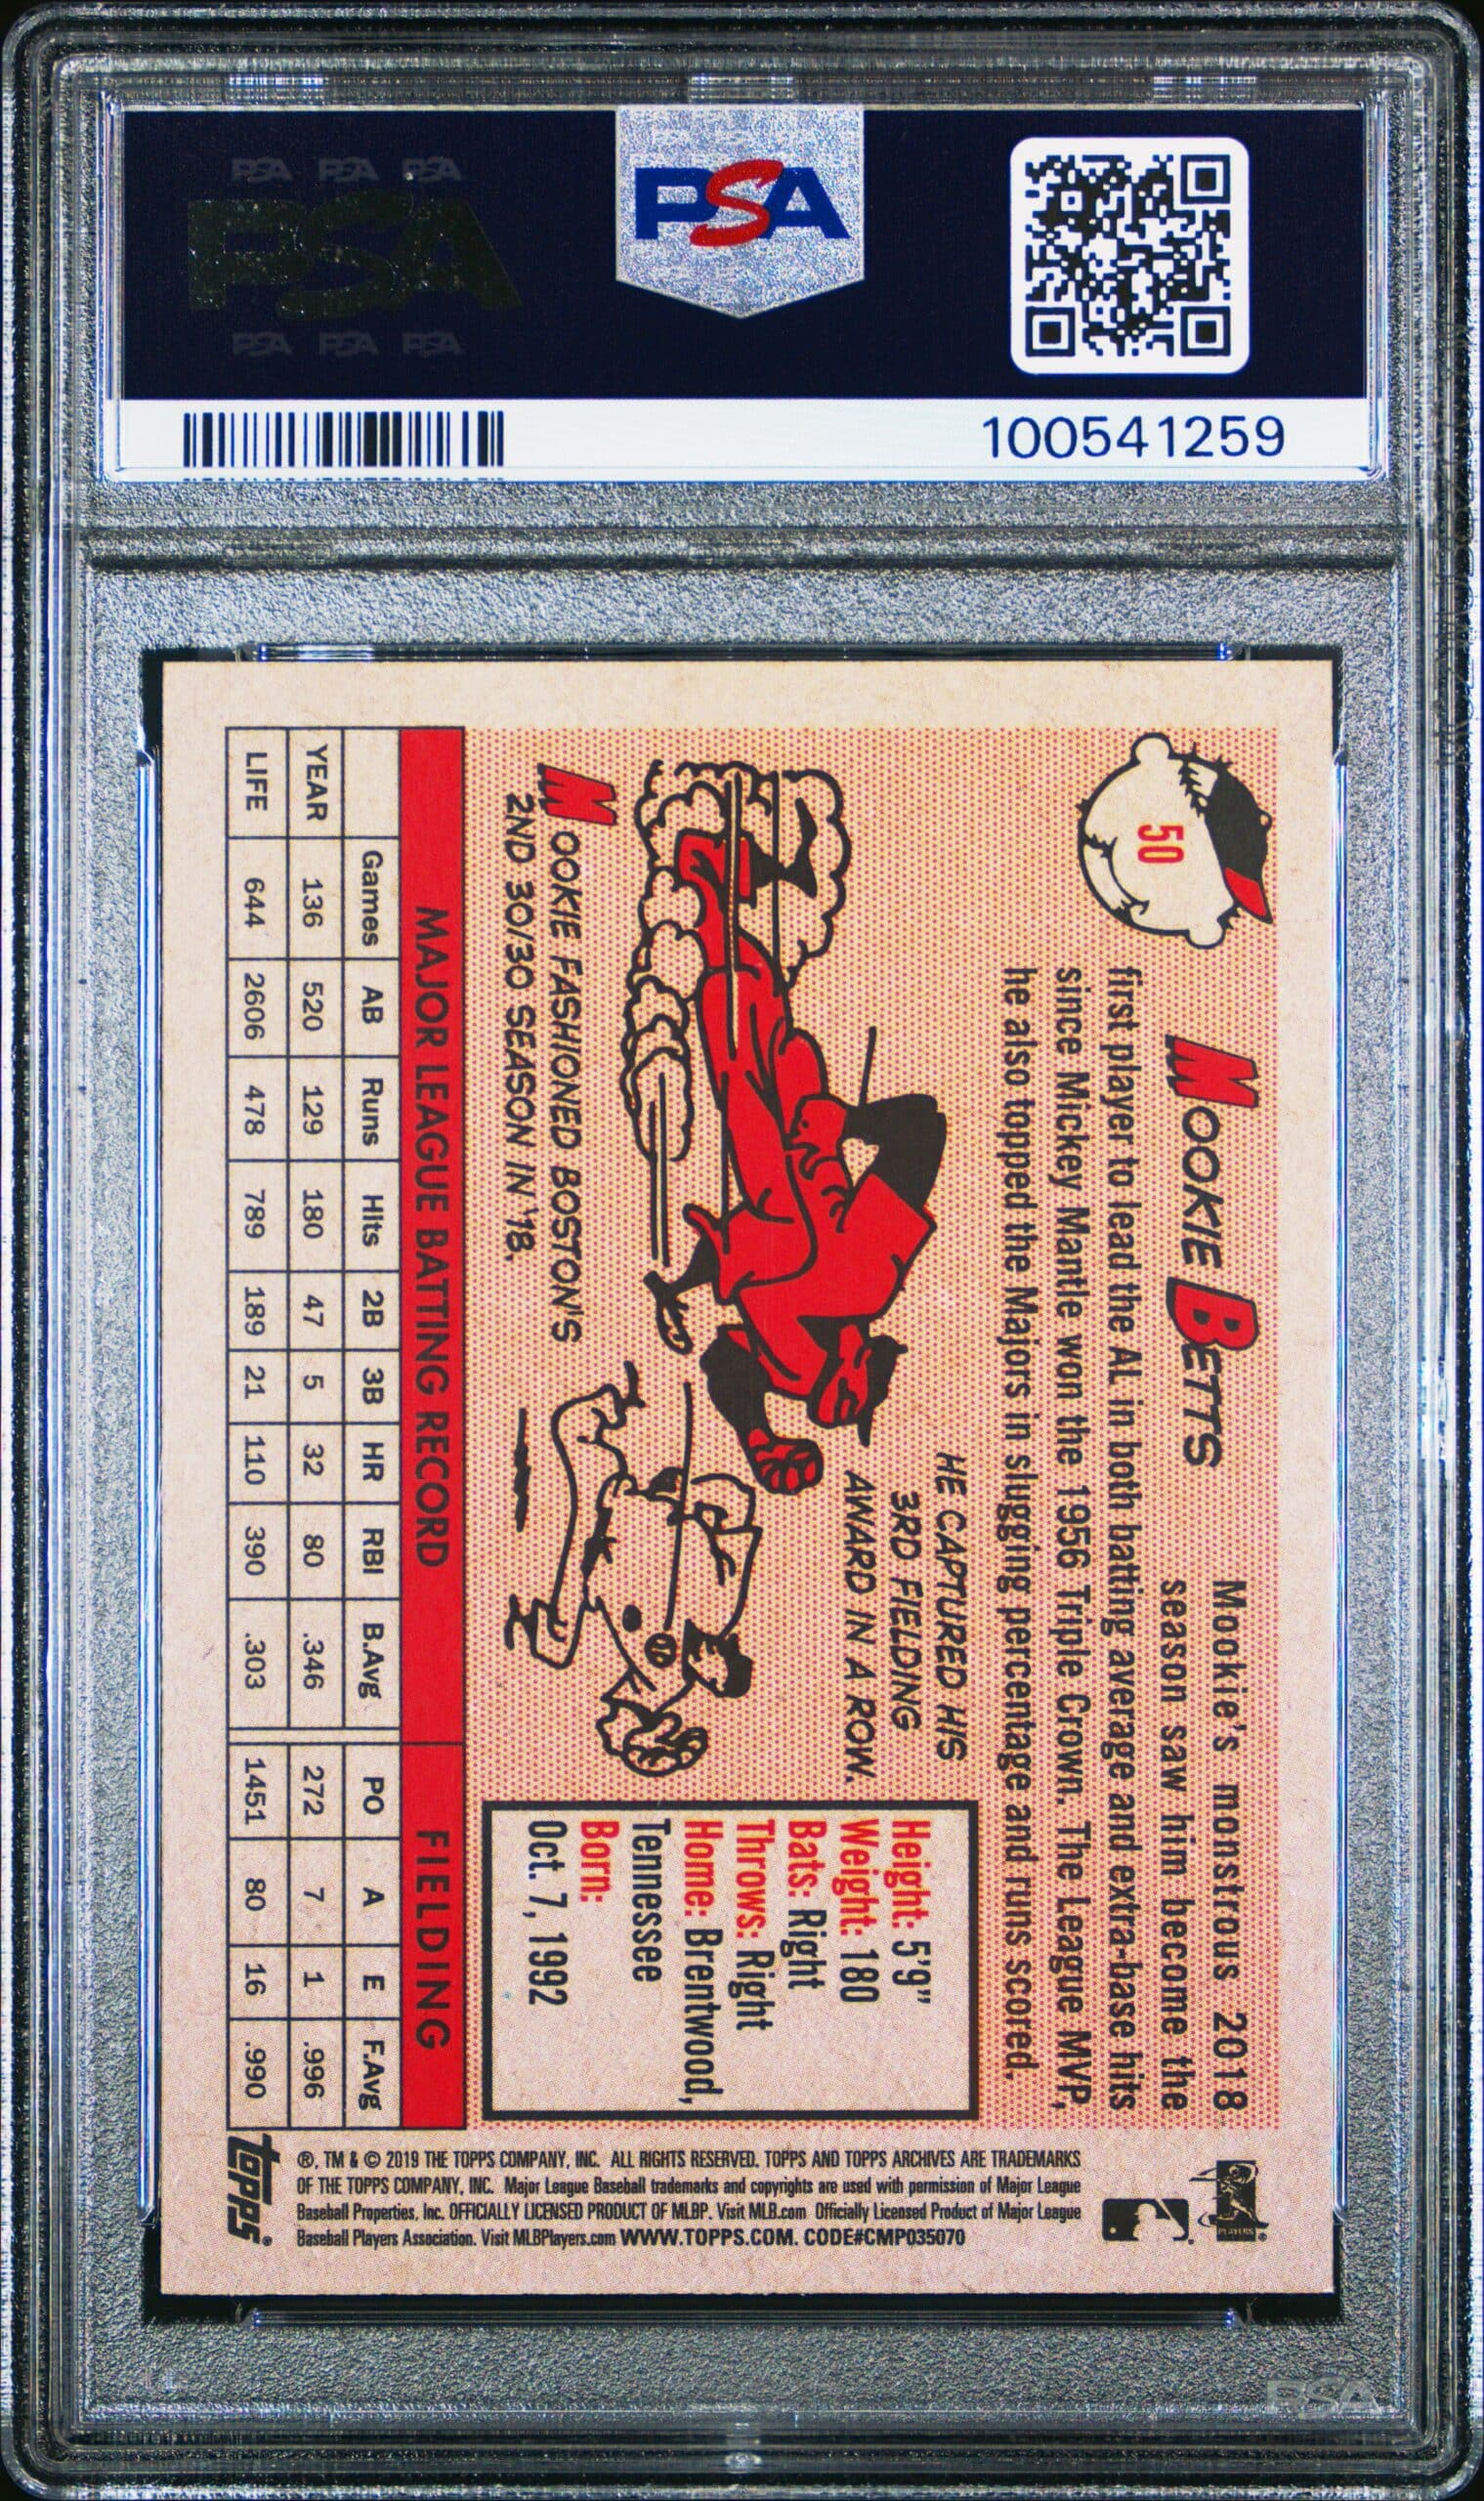 PSA PSA PSA
PSA
PSA PSA PSA
PSA
100541259
50
MOOKIE BETTS
Mookie's monstrous 2018
season saw him become the
first player to lead the AL in both batting average and extra-base hits
since Mickey Mantle won the 1956 Triple Crown. The League MVP,
he also topped the Majors in slugging percentage and runs scored.
HE CAPTURED HIS
3RD FIELDING
AWARD IN A ROW.
MOOKIE FASHIONED BOSTON'S
2ND 30/30 SEASON IN '18.
Height: 5'9"
Weight: 180
Bats: Right
Throws: Right
Home: Brentwood,
Tennessee
Born:
Oct. 7, 1992
MAJOR LEAGUE BATTING RECORD FIELDING
Games AB Runs Hits 2B 3B HR RBI B.Avg PO A E F.Avg
YEAR 136 520 129 180 47 5 32 80 .346 272 7 1 .996
LIFE 644 2606 478 789 189 21 110 390 .303 1451 80 16 .990
PLAYERS ®
®, TM & © 2019 THE TOPPS COMPANY, INC. ALL RIGHTS RESERVED. TOPPS AND TOPPS ARCHIVES ARE TRADEMARKS
OF THE TOPPS COMPANY, INC. Major League Baseball trademarks and copyrights are used with permission of Major League
Baseball Properties, Inc. OFFICIALLY LICENSED PRODUCT OF MLBP. Visit MLB.com Officially Licensed Product of Major League
Baseball Players Association. Visit MLBPlayers.com WWW.TOPPS.COM. CODE#CMP035070
topps®
PSA